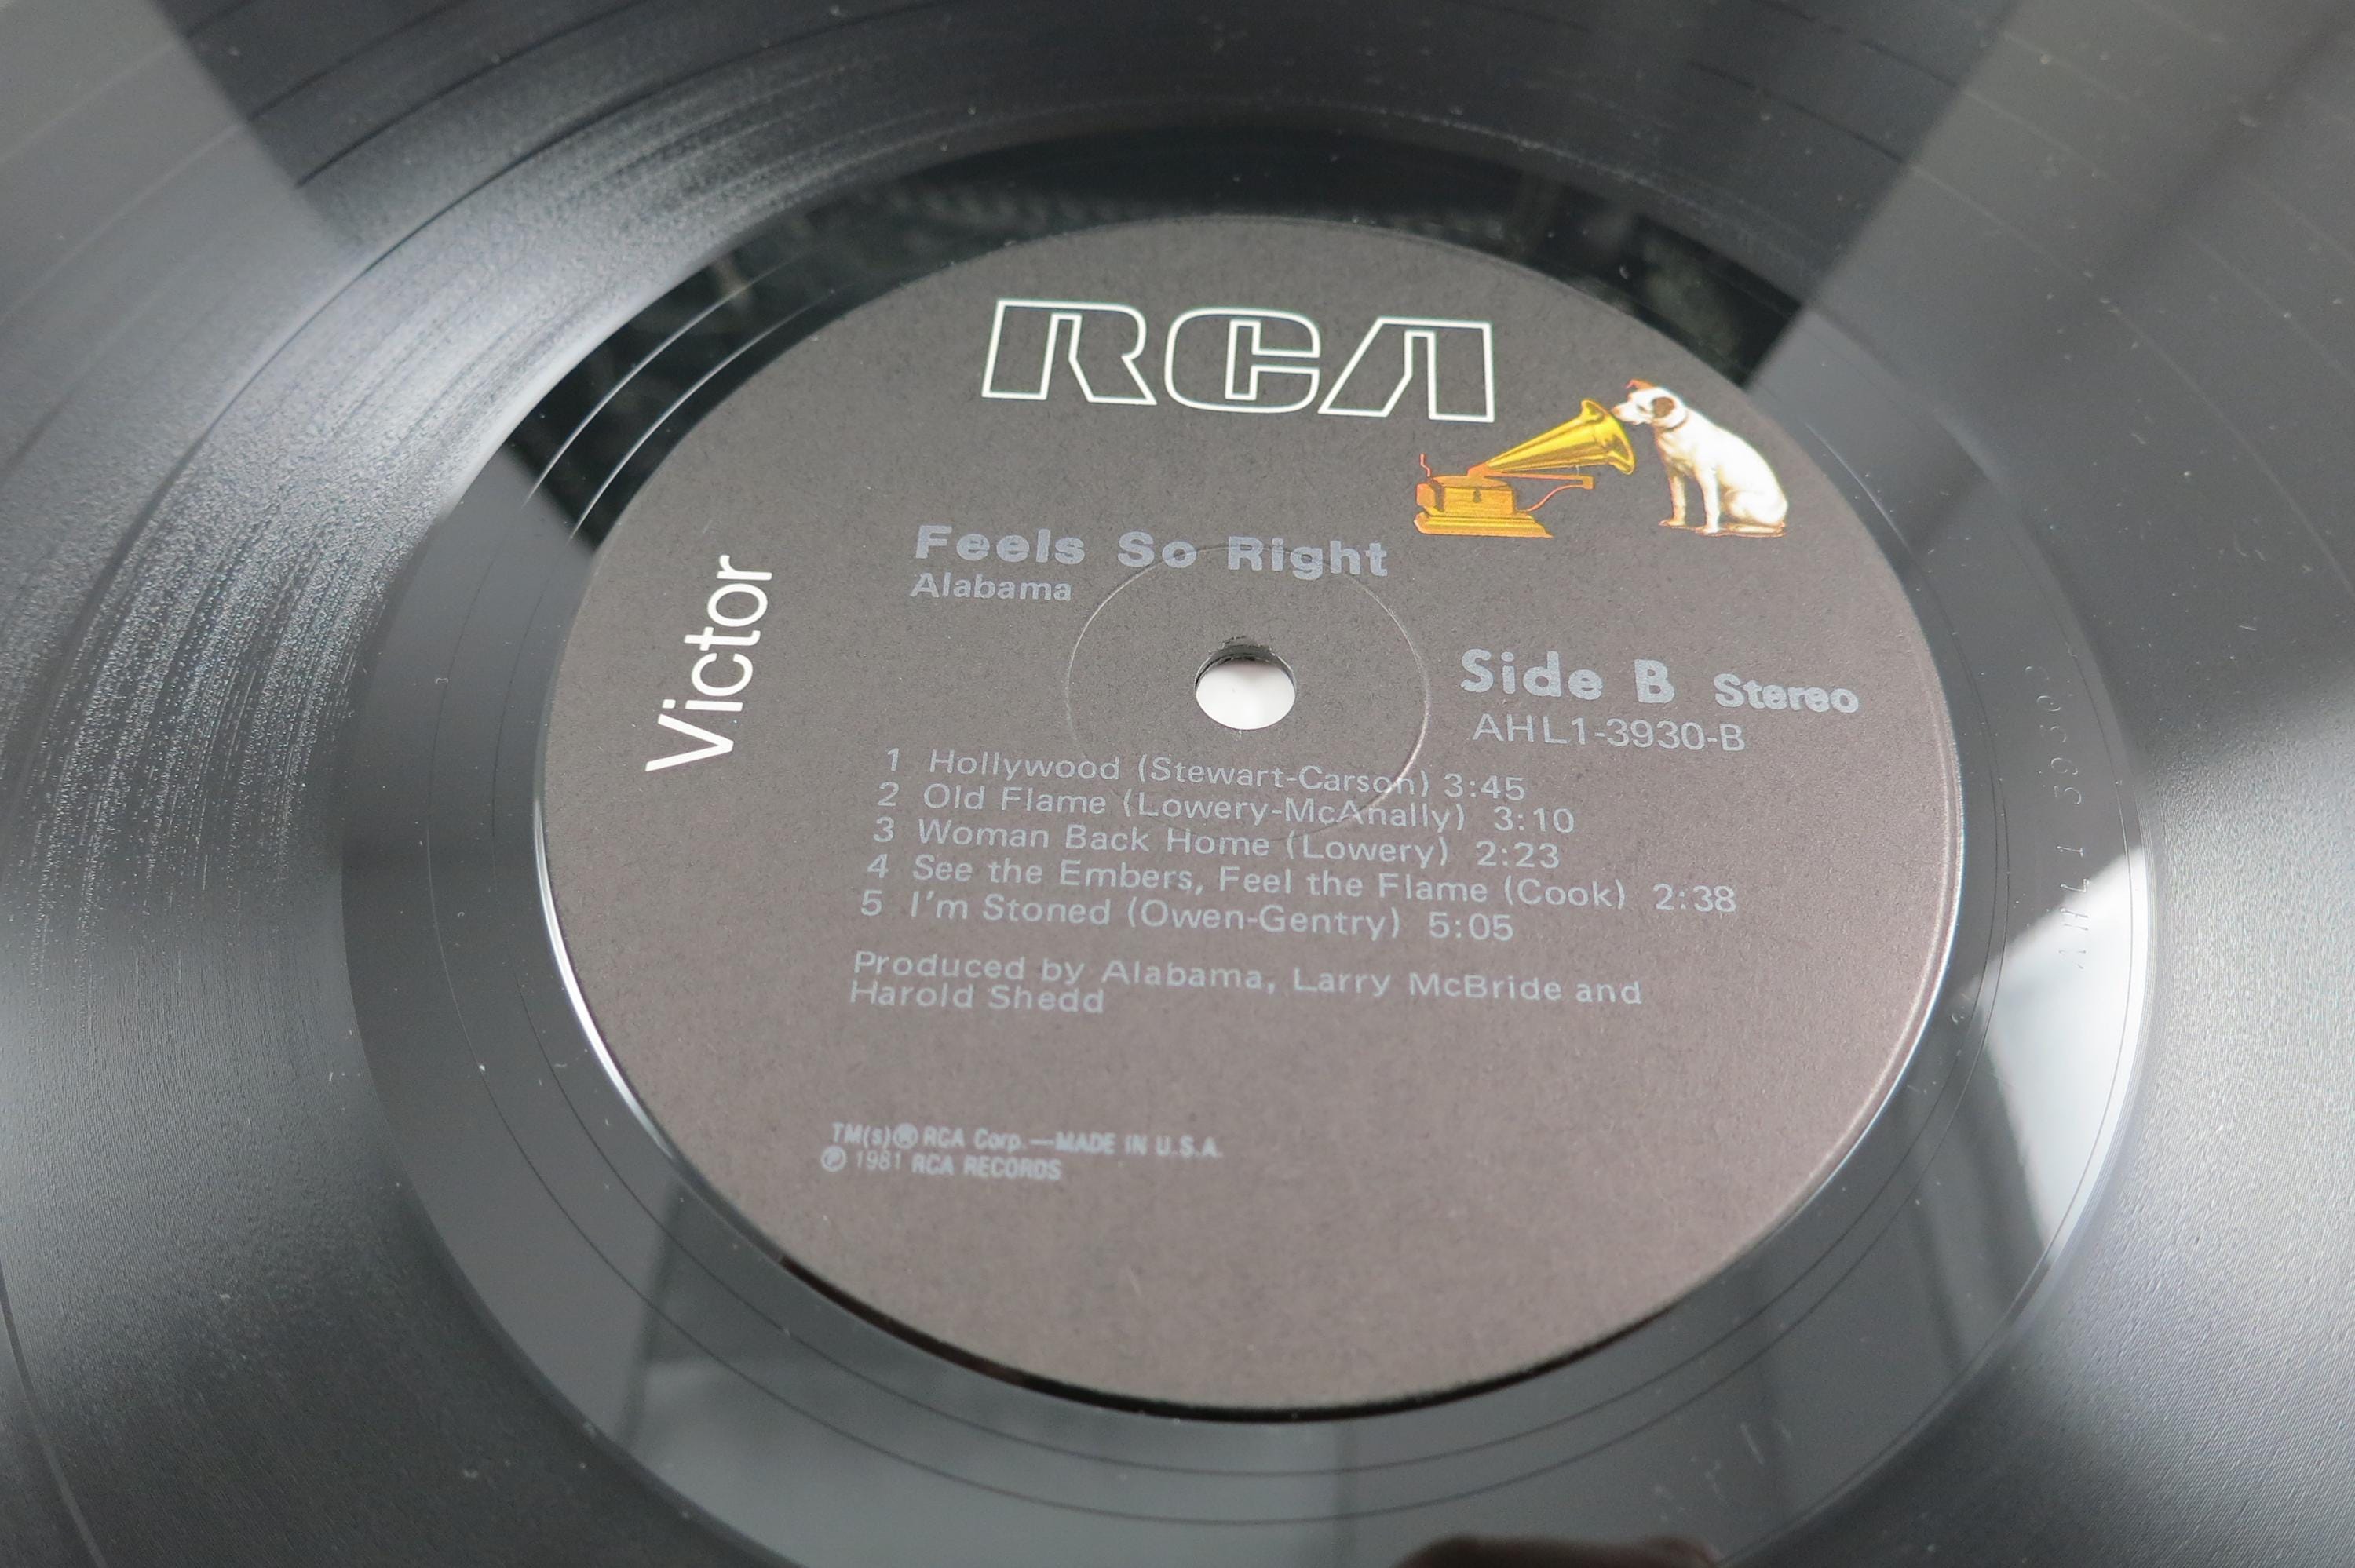 RCA
Victor
Feels So Right
Alabama
Side B Stereo
AHL1-3930-B
1 Hollywood (Stewart-Carson) 3:45
2 Old Flame (Lowery-McAnally) 3:10
3 Woman Back Home (Lowery) 2:23
4 See the Embers, Feel the Flame (Cook) 2:38
5 I'm Stoned (Owen-Gentry) 5:05
Produced by Alabama, Larry McBride and
Harold Shedd
TM(s)® RCA Corp.—MADE IN U.S.A.
℗ 1981 RCA RECORDS